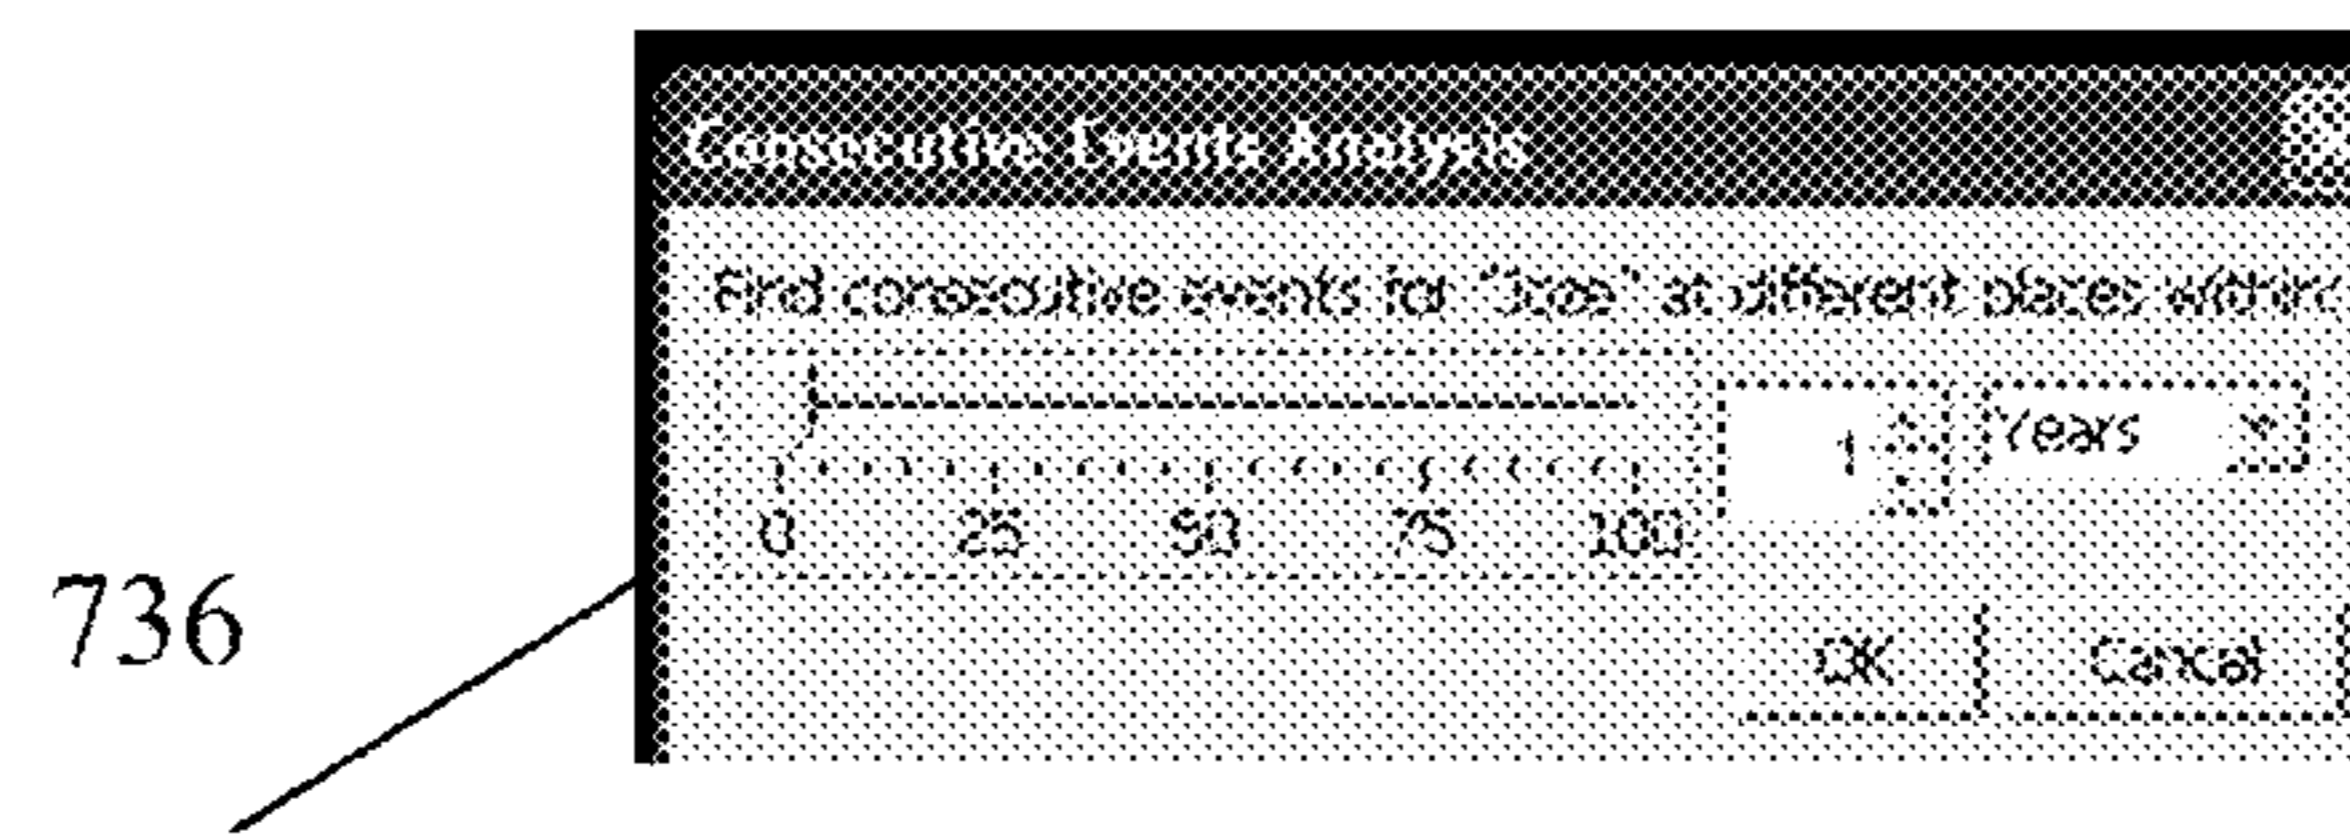 Consecutive Events Analysis
Find consecutive events for at different places within
1 Years
0 25 50 75 100
736
OK Cancel